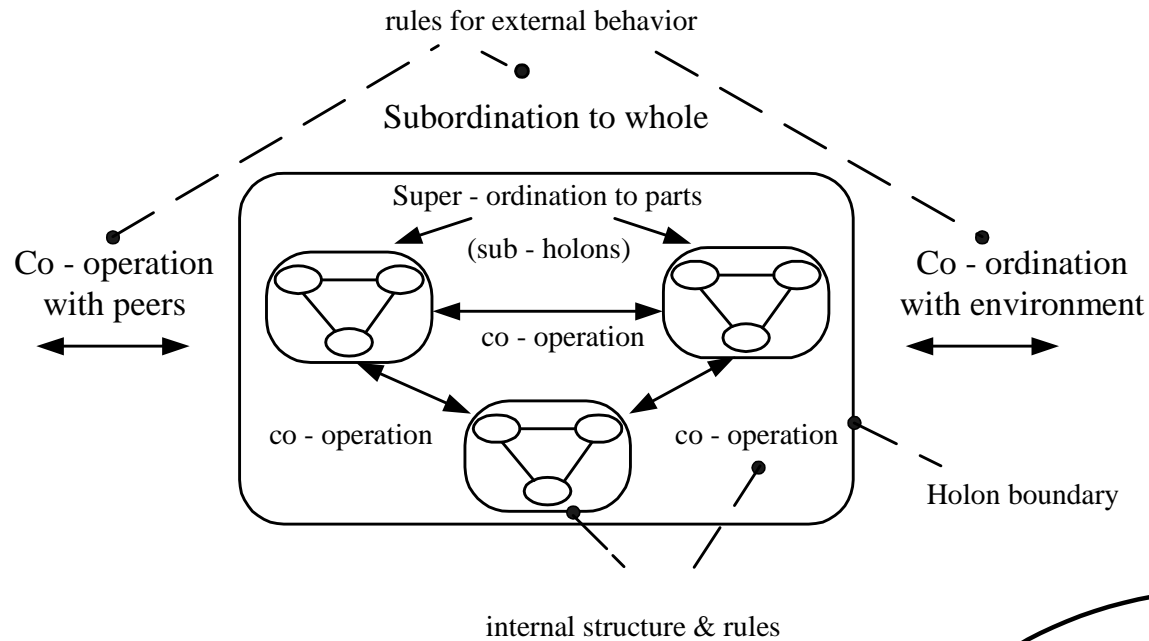 rules for external behavior
Subordination to whole
Super - ordination to parts
(sub - holons)
Co - operation
with peers
Co - ordination
with environment
co - operation
co - operation
co - operation
Holon boundary
internal structure & rules